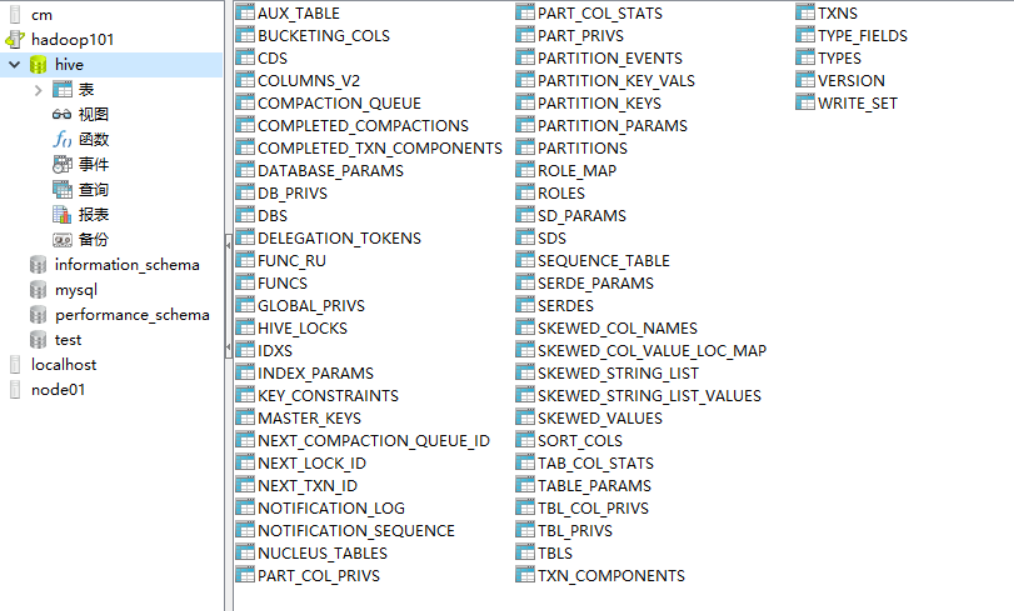 cm
hadoop101
hive
表
视图
函数
事件
查询
报表
备份
information_schema
mysql
performance_schema
test
localhost
node01
AUX_TABLE
BUCKETING_COLS
CDS
COLUMNS_V2
COMPACTION_QUEUE
COMPLETED_COMPACTIONS
COMPLETED_TXN_COMPONENTS
DATABASE_PARAMS
DB_PRIVS
DBS
DELEGATION_TOKENS
FUNC_RU
FUNCS
GLOBAL_PRIVS
HIVE_LOCKS
IDXS
INDEX_PARAMS
KEY_CONSTRAINTS
MASTER_KEYS
NEXT_COMPACTION_QUEUE_ID
NEXT_LOCK_ID
NEXT_TXN_ID
NOTIFICATION_LOG
NOTIFICATION_SEQUENCE
NUCLEUS_TABLES
PART_COL_PRIVS
PART_COL_STATS
PART_PRIVS
PARTITION_EVENTS
PARTITION_KEY_VALS
PARTITION_KEYS
PARTITION_PARAMS
PARTITIONS
ROLE_MAP
ROLES
SD_PARAMS
SDS
SEQUENCE_TABLE
SERDE_PARAMS
SERDES
SKEWED_COL_NAMES
SKEWED_COL_VALUE_LOC_MAP
SKEWED_STRING_LIST
SKEWED_STRING_LIST_VALUES
SKEWED_VALUES
SORT_COLS
TAB_COL_STATS
TABLE_PARAMS
TBL_COL_PRIVS
TBL_PRIVS
TBLS
TXN_COMPONENTS
TXNS
TYPE_FIELDS
TYPES
VERSION
WRITE_SET